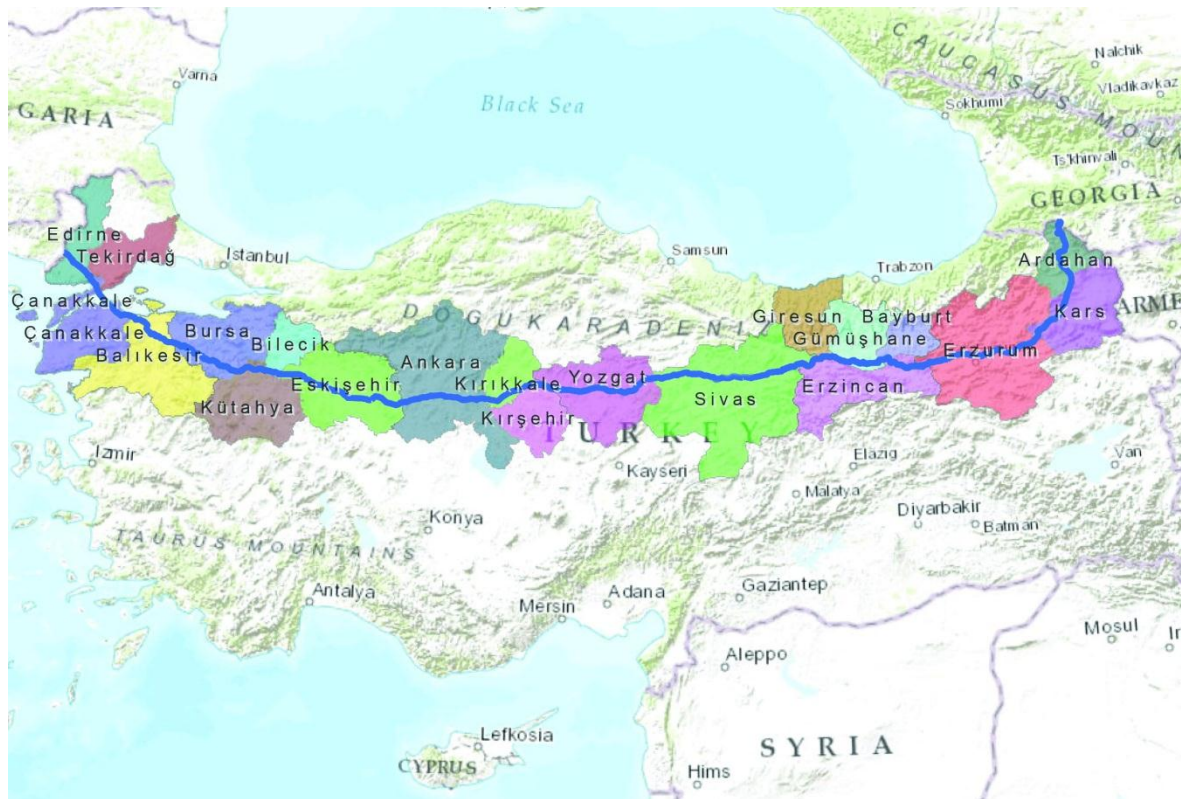 CAUCASUS MOUN
Nalchik
Vladikavkaz
Varna
Black Sea
Sokhumi
GARIA
Ts'khinvali
GEORGIA
Edirne
Tekirdağ
Istanbul
Samsun
Trabzon
Ardahan
Çanakkale
DOĞUKARADENİZ
Giresun
Bayburt
Kars
ARME
Çanakkale
Bursa
Bilecik
Gümüşhane
Balıkesir
Ankara
Erzurum
Eskişehir
Kırıkkale
Yozgat
Erzincan
Kütahya
Kırşehir
Sivas
TURKEY
Izmir
Kayseri
Elazig
Van
Malatya
Konya
Diyarbakir
Batman
TAURUS MOUNTAINS
Antalya
Mersin
Adana
Gaziantep
Mosul
Aleppo
Lefkosia
SYRIA
CYPRUS
Hims